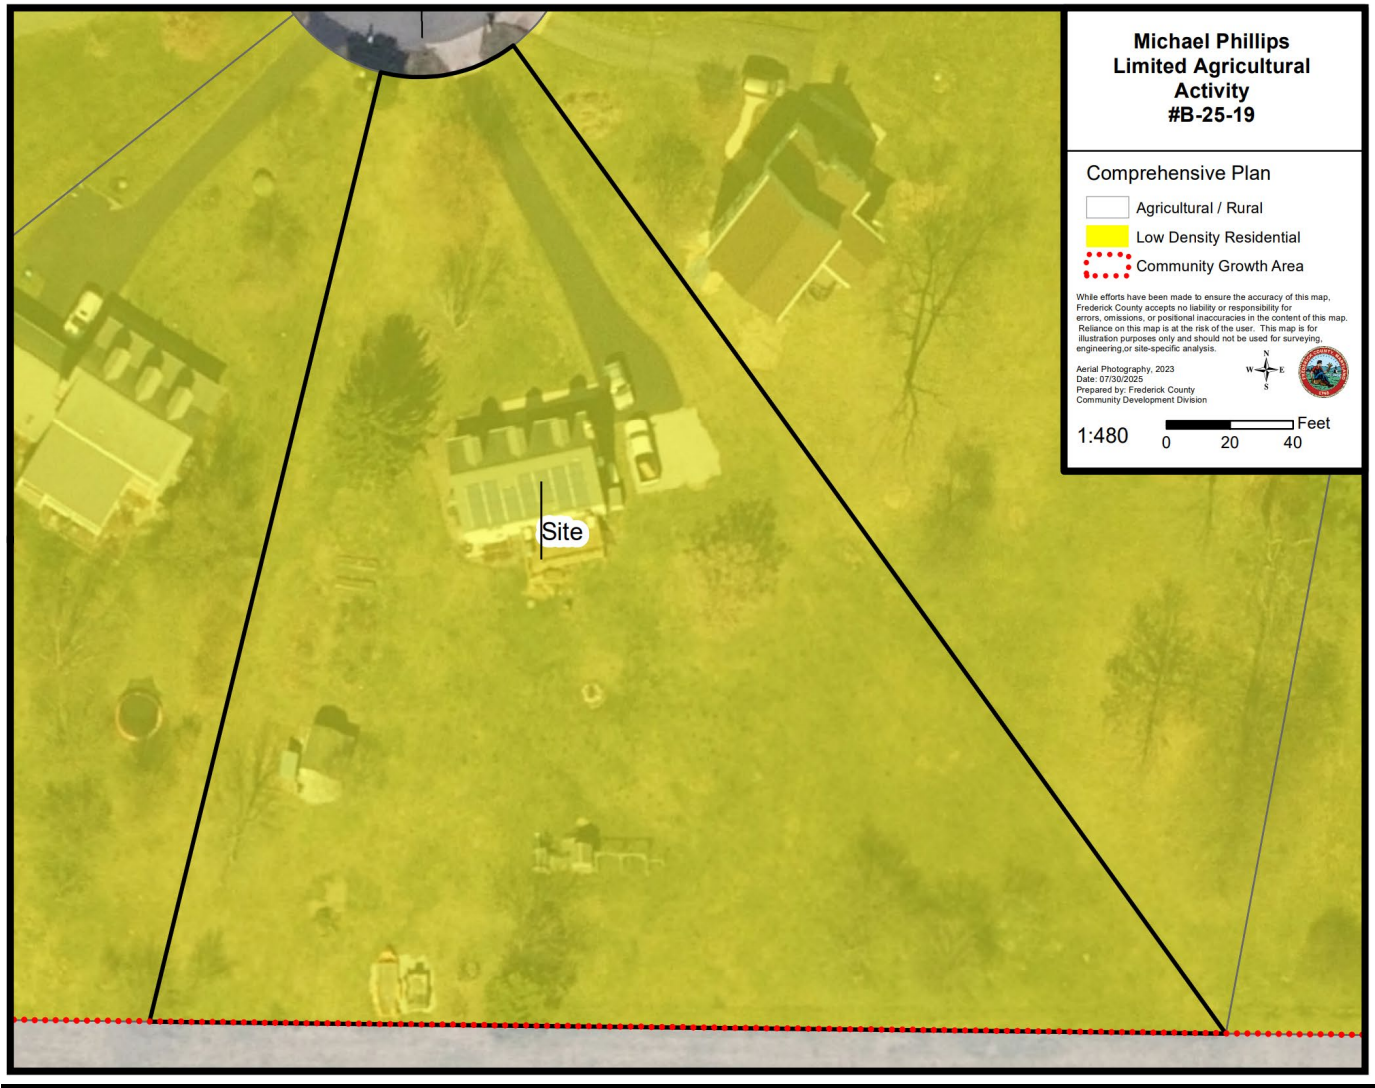 Michael Phillips
Limited Agricultural
Activity
#B-25-19
Comprehensive Plan
Agricultural / Rural
Low Density Residential
Community Growth Area
While efforts have been made to ensure the accuracy of this map,
Frederick County accepts no liability or responsibility for
errors, omissions, or positional inaccuracies in the content of this map.
Reliance on this map is at the risk of the user. This map is for
illustration purposes only and should not be used for surveying,
engineering,or site-specific analysis.
N
W E
S
Aerial Photography, 2023
Date: 07/30/2025
Prepared by: Frederick County
Community Development Division
1:480
Feet
0 20 40
Site